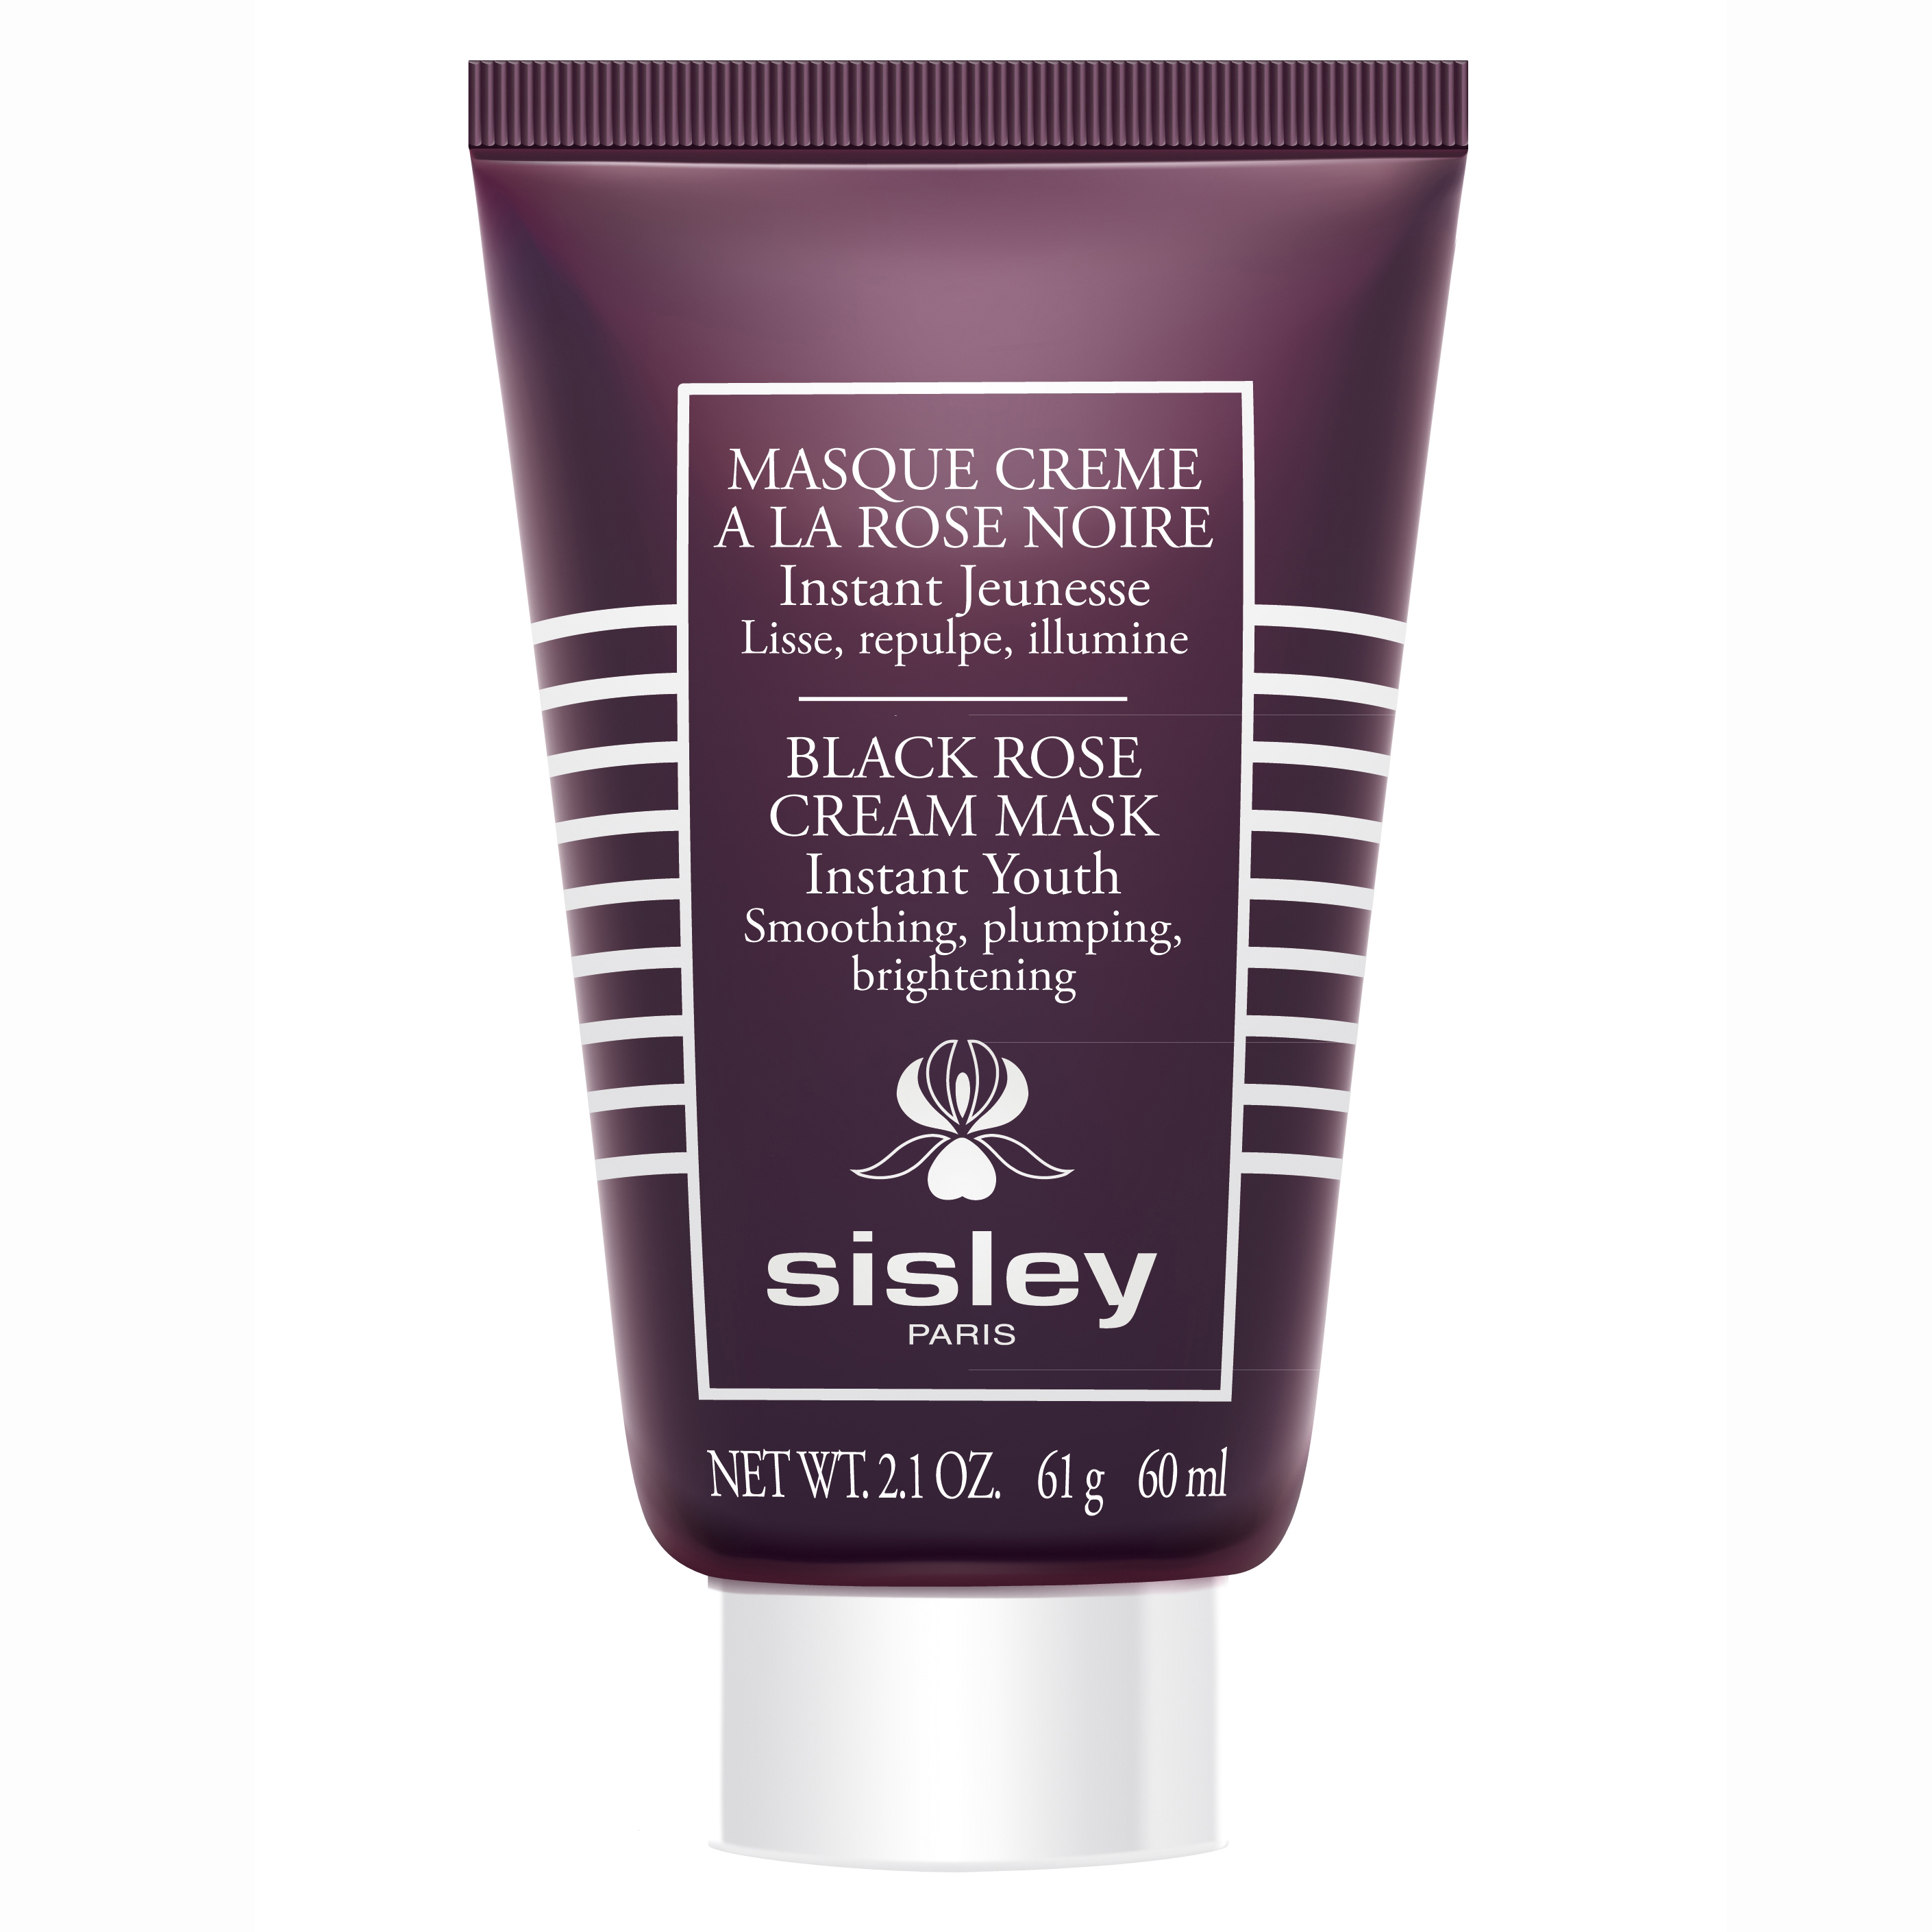 MASQUE CREME
A LA ROSE NOIRE
Instant Jeunesse
Lisse, repulpe, illumine
BLACK ROSE
CREAM MASK
Instant Youth
Smoothing, plumping,
brightening
sisley
PARIS
NET WT. 2.1 OZ. 61 g 60 ml